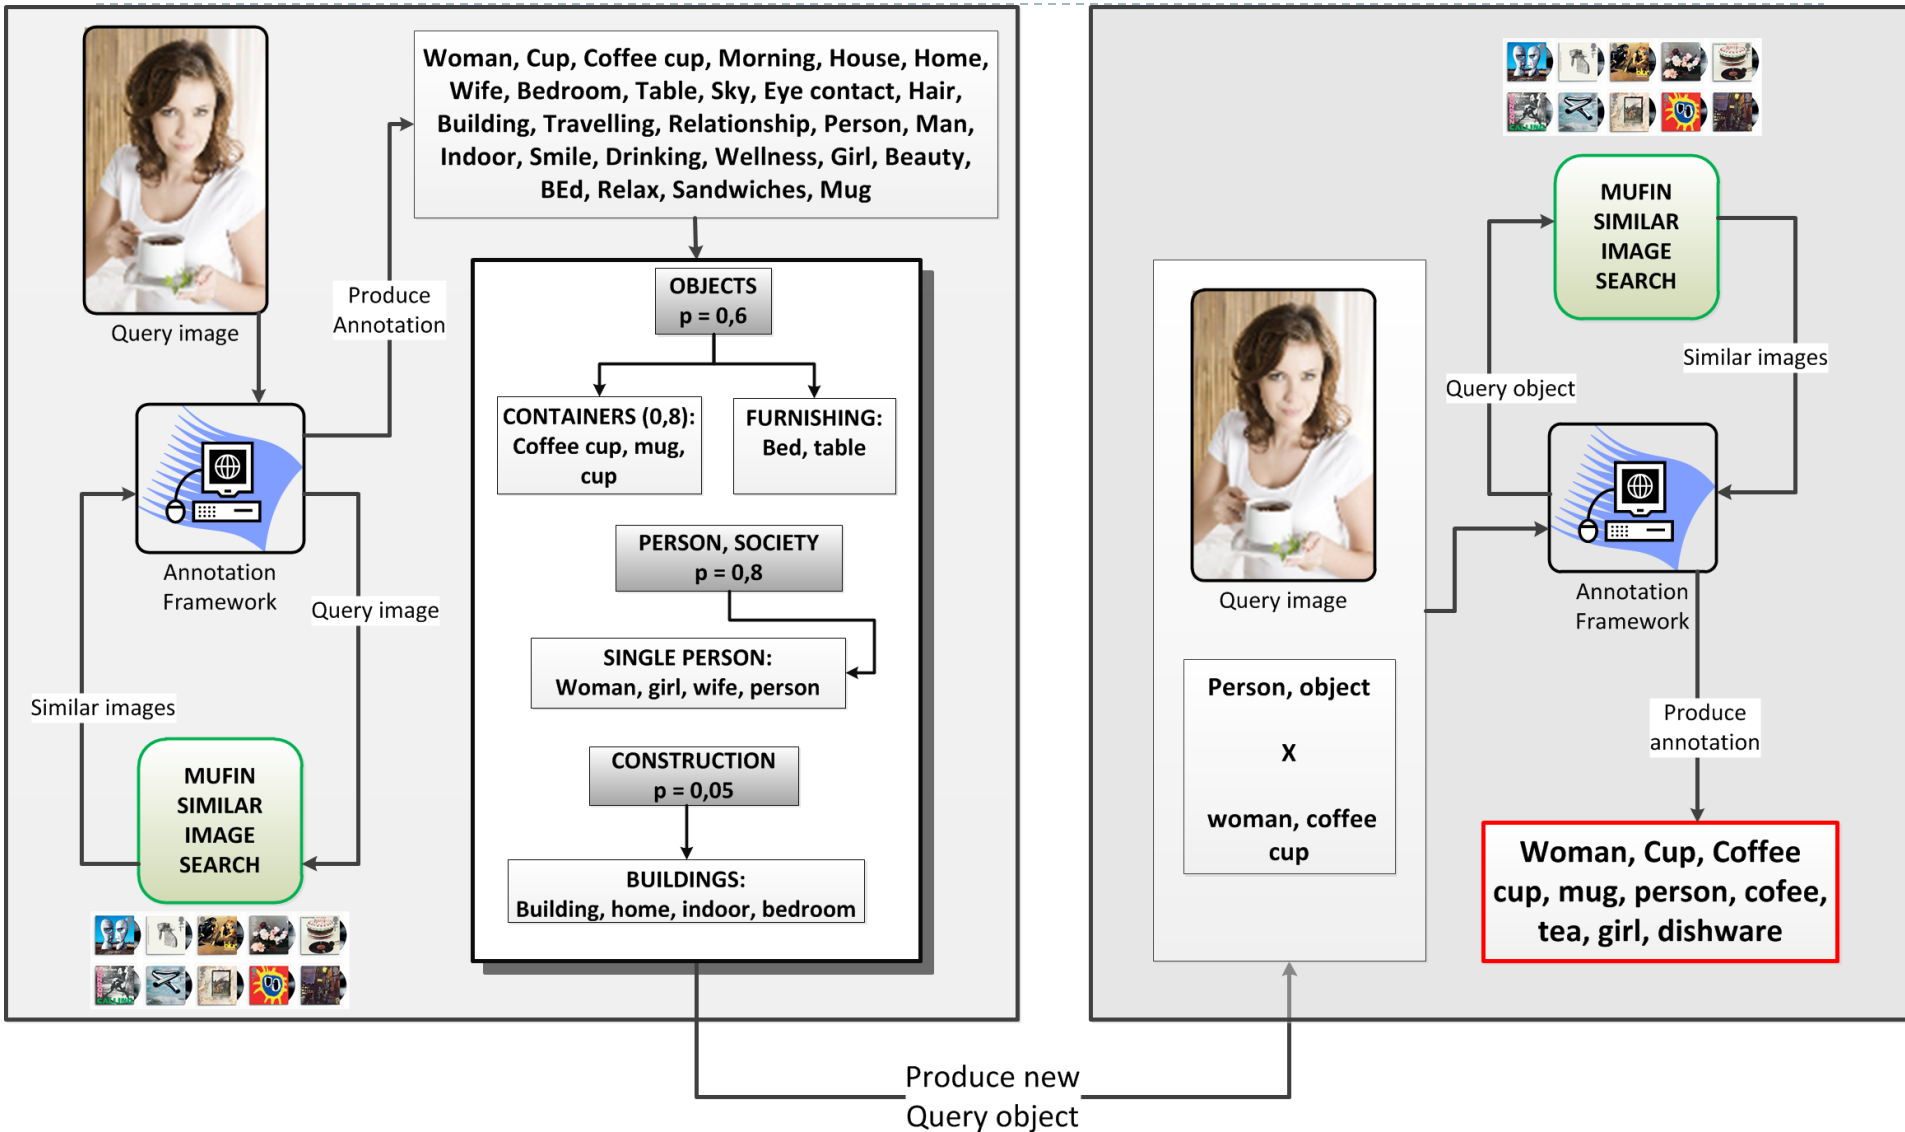 Woman, Cup, Coffee cup, Morning, House, Home,
Wife, Bedroom, Table, Sky, Eye contact, Hair,
Building, Travelling, Relationship, Person, Man,
Indoor, Smile, Drinking, Wellness, Girl, Beauty,
BEd, Relax, Sandwiches, Mug
Query image
Produce
Annotation
OBJECTS
p = 0,6
CONTAINERS (0,8):
Coffee cup, mug,
cup
FURNISHING:
Bed, table
PERSON, SOCIETY
p = 0,8
SINGLE PERSON:
Woman, girl, wife, person
CONSTRUCTION
p = 0,05
BUILDINGS:
Building, home, indoor, bedroom
Annotation
Framework
Query image
Similar images
MUFIN
SIMILAR
IMAGE
SEARCH
Produce new
Query object
Query image
Person, object
X
woman, coffee
cup
MUFIN
SIMILAR
IMAGE
SEARCH
Query object
Similar images
Annotation
Framework
Produce
annotation
Woman, Cup, Coffee
cup, mug, person, cofee,
tea, girl, dishware